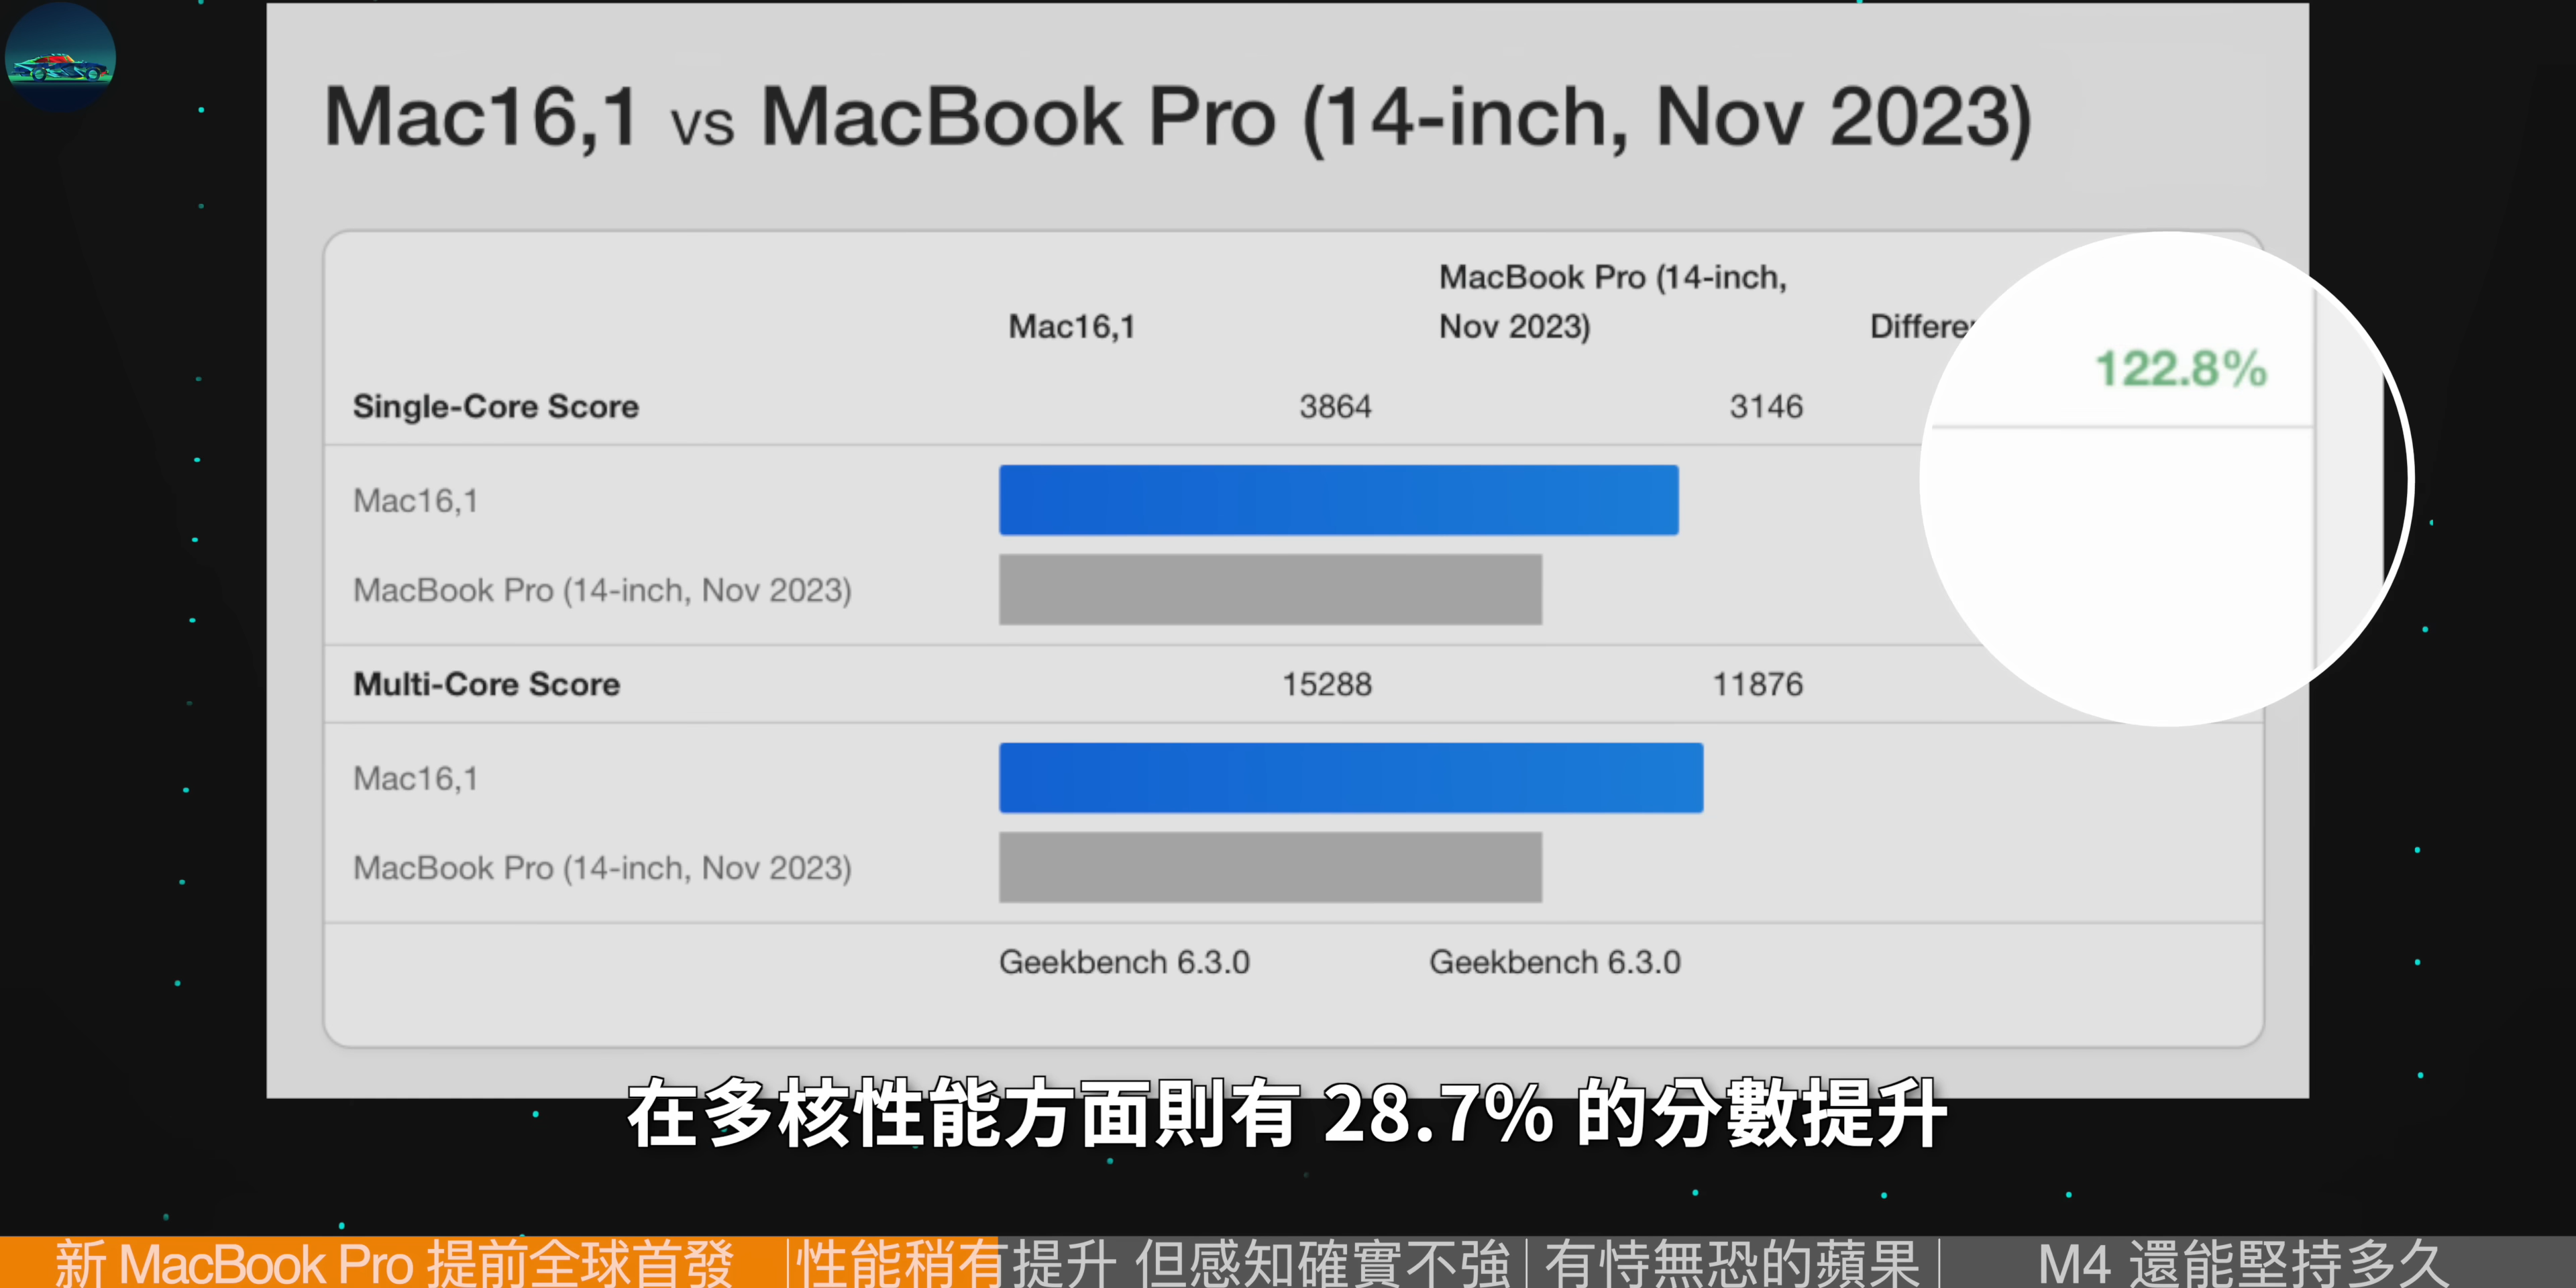 Mac16,1 vs MacBook Pro (14-inch, Nov 2023)
MacBook Pro (14-inch,
Mac16,1 Nov 2023)
122.8%
Single-Core Score 3864 3146
Mac16,1
MacBook Pro (14-inch, Nov 2023)
Multi-Core Score 15288 11876
Mac16,1
MacBook Pro (14-inch, Nov 2023)
Geekbench 6.3.0 Geekbench 6.3.0
在多核性能方面則有 28.7% 的分數提升
新 MacBook Pro 提前全球首發 性能稍有提升 但感知確實不強 有恃無恐的蘋果 M4 還能堅持多久